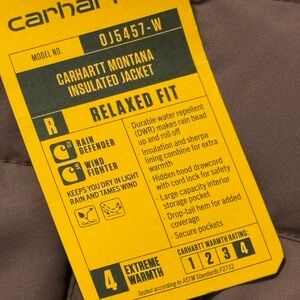 carhartt
MODEL NO.
OJ5457-W
CARHARTT MONTANA
INSULATED JACKET
R
RELAXED FIT
RAIN
DEFENDER
WIND
FIGHTER
KEEPS YOU DRY IN LIGHT
RAIN AND TAMES WIND
Durable water repellent
(DWR) makes rain bead
up and roll off
Insulation and sherpa
lining combine for extra
warmth
- Hidden hood drawcord
with cord lock for safety
- Large capacity interior
storage pocket
- Drop-tail hem for added
coverage
- Secure pockets
4
EXTREME
WARMTH
CARHARTT WARMTH RATING:
1 2 3 4
Tested according to ASTM Standards F2732